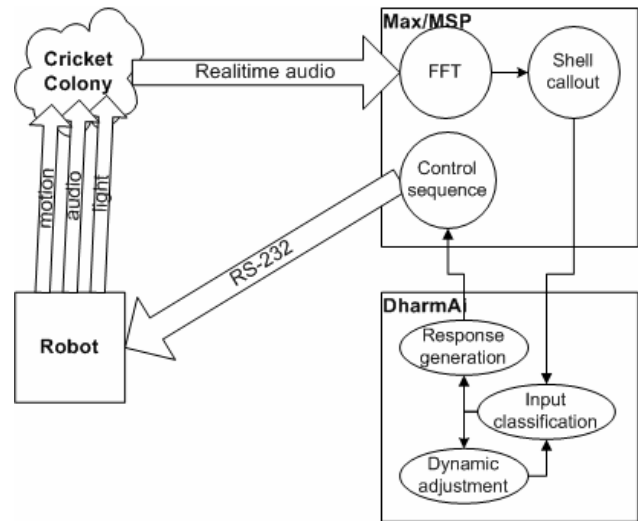 Max/MSP
Cricket
Colony
Realitime audio
FFT
Shell
callout
Control
sequence
motion
audio
light
RS-232
Robot
DharmAi
Response
generation
Input
classification
Dynamic
adjustment